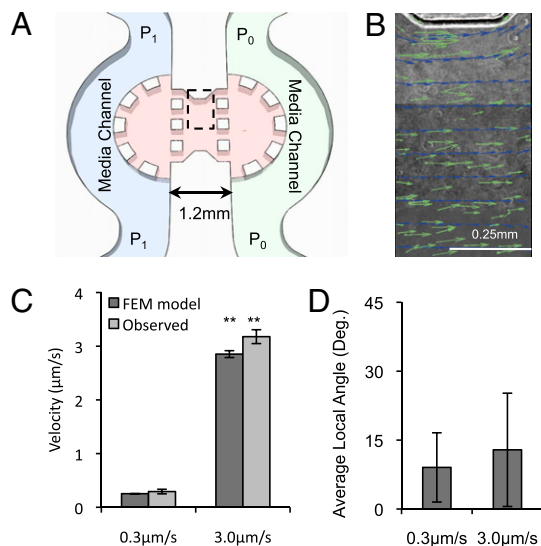 A
P1
P0
Media Channel
Media Channel
1.2mm
P1
P0
B
0.25mm
C
Velocity (µm/s)
4
3
2
1
0
FEM model
Observed
** **
0.3µm/s
3.0µm/s
D
Average Local Angle (Deg.)
45
30
15
0
0.3µm/s
3.0µm/s